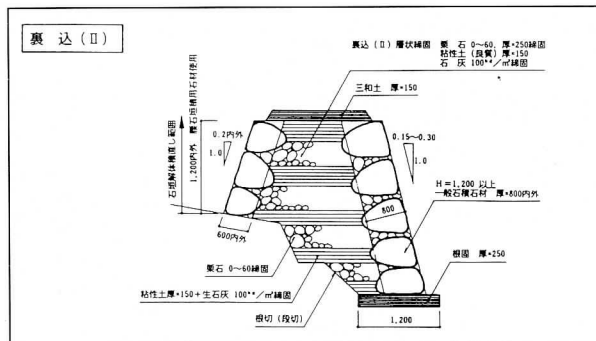 裏込(Ⅱ)
裏込(Ⅱ)層状締固 栗石 0~60. 厚=250締固
粘性土(良質)厚=150
石灰 100ᵏᵍ/㎡締固
三和土 厚=150
石垣解体積直し範囲
1,200内外 種石垣積用石材使用
0.2内外
1.0
0.15~0.30
1.0
H=1,200 以上
一般石積石材 厚=800内外
800
600内外
栗石 0~60締固
根固 厚=250
粘性土厚=150+生石灰 100ᵏᵍ/㎡締固
根切(段切)
1,200